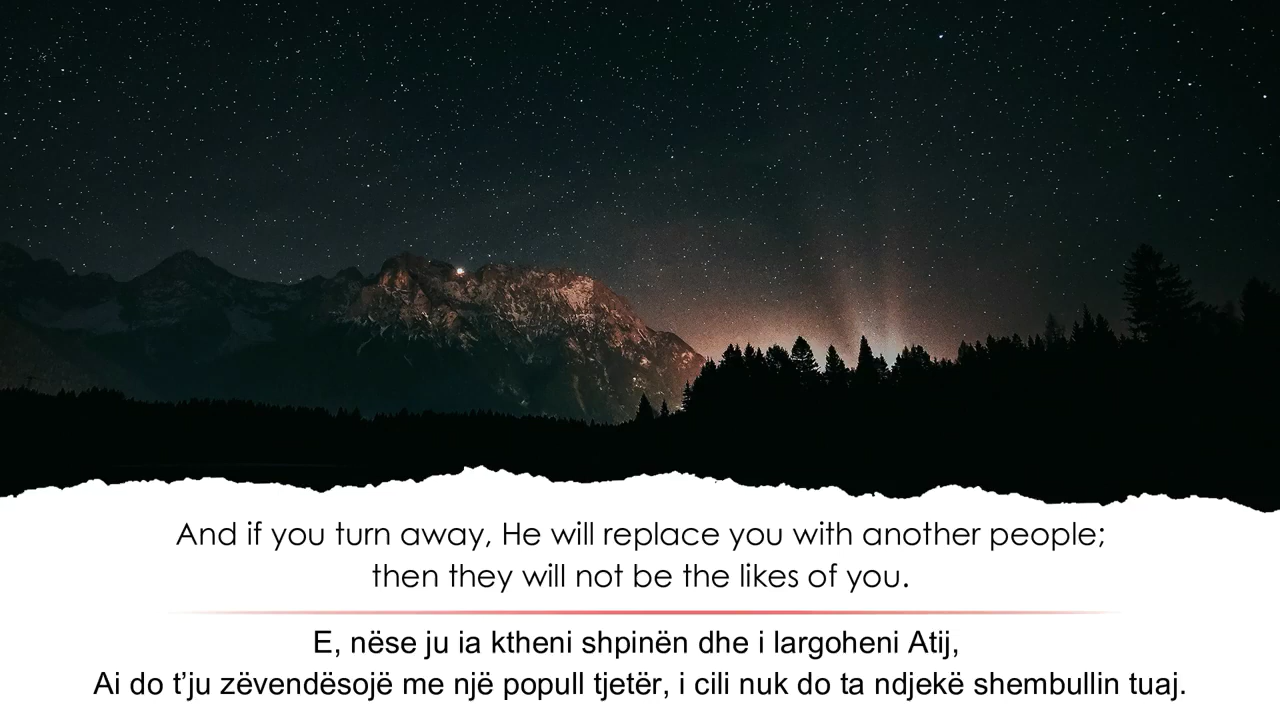 And if you turn away, He will replace you with another people;
then they will not be the likes of you.
E, nëse ju ia ktheni shpinën dhe i largoheni Atij,
Ai do t’ju zëvendësojë me një popull tjetër, i cili nuk do ta ndjekë shembullin tuaj.